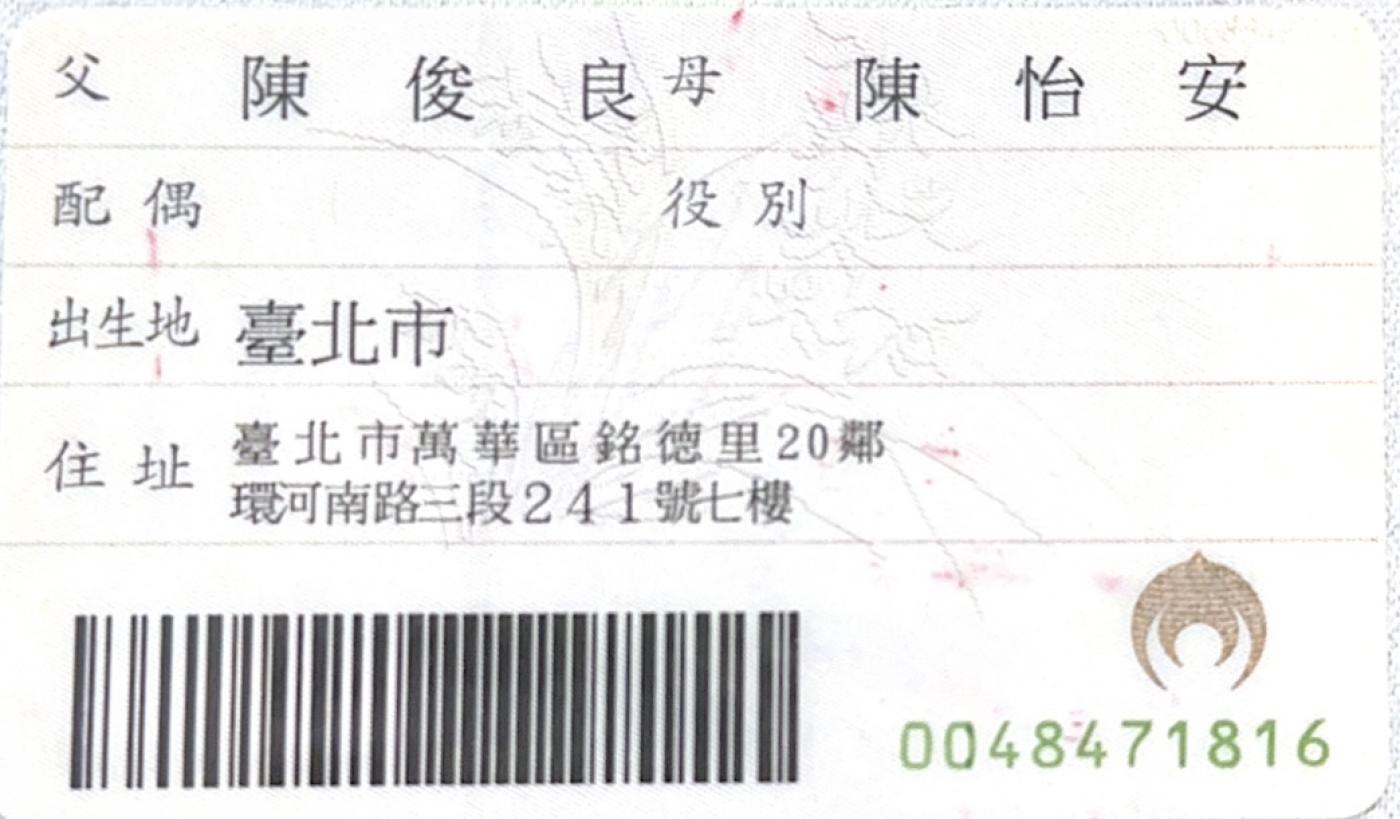 父 陳俊良 母 陳怡安
配偶 役別
出生地 臺北市
住址 臺北市萬華區銘德里20鄰
環河南路三段241號七樓
0048471816